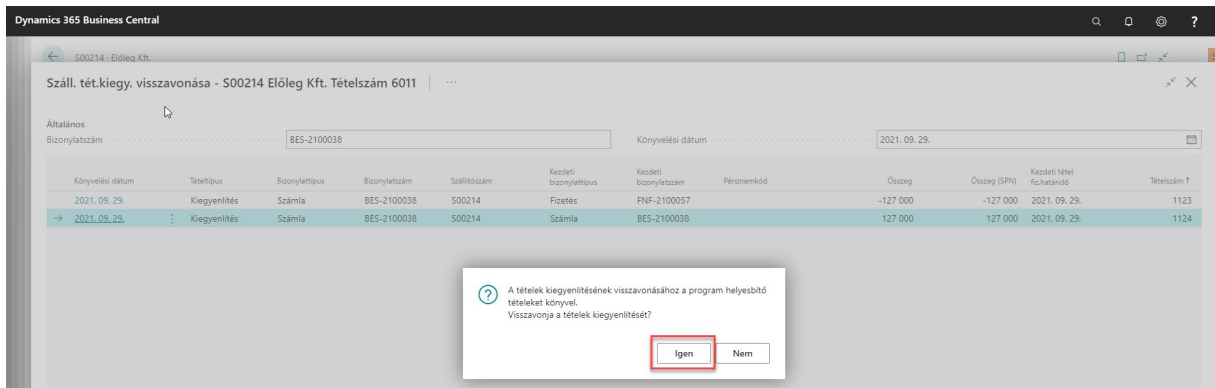 Dynamics 365 Business Central
?
S00214 - Előleg Kft.
Száll. tét.kiegy. visszavonása - S00214 Előleg Kft. Tételszám 6011
Általános
Bizonylatszám BES-2100038 Könyvelési dátum 2021. 09. 29.
Könyvelési dátum Tételtípus Bizonylattípus Bizonylatszám Szállítószám Kezdeti bizonylattípus Kezdeti bizonylatszám Pénznemkód Összeg Összeg (SPN) Kezdeti tétel fiz.határidő Tételszám ↑
2021. 09. 29. Kiegyenlítés Számla BES-2100038 S00214 Fizetés FNF-2100057 -127 000 -127 000 2021. 09. 29. 1123
→ 2021. 09. 29. Kiegyenlítés Számla BES-2100038 S00214 Számla BES-2100038 127 000 127 000 2021. 09. 29. 1124
A tételek kiegyenlítésének visszavonásához a program helyesbítő
tételeket könyvel.
Visszavonja a tételek kiegyenlítését?
Igen Nem